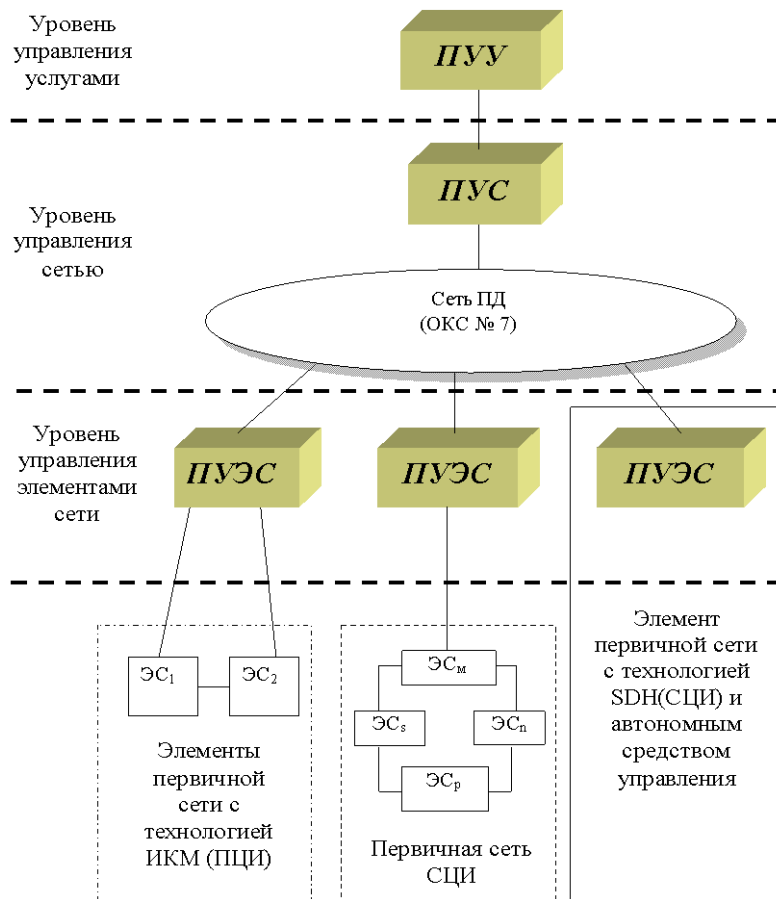 Уровень
управления
услугами
ПУУ
ПУС
Уровень
управления
сетью
Сеть ПД
(ОКС № 7)
Уровень
управления
элементами
сети
ПУЭС
ПУЭС
ПУЭС
ЭС1
ЭС2
Элементы
первичной
сети с
технологией
ИКМ (ПЦИ)
ЭСм
ЭСs
ЭСn
ЭСp
Первичная сеть
СЦИ
Элемент
первичной сети
с технологией
SDH(СЦИ) и
автономным
средством
управления